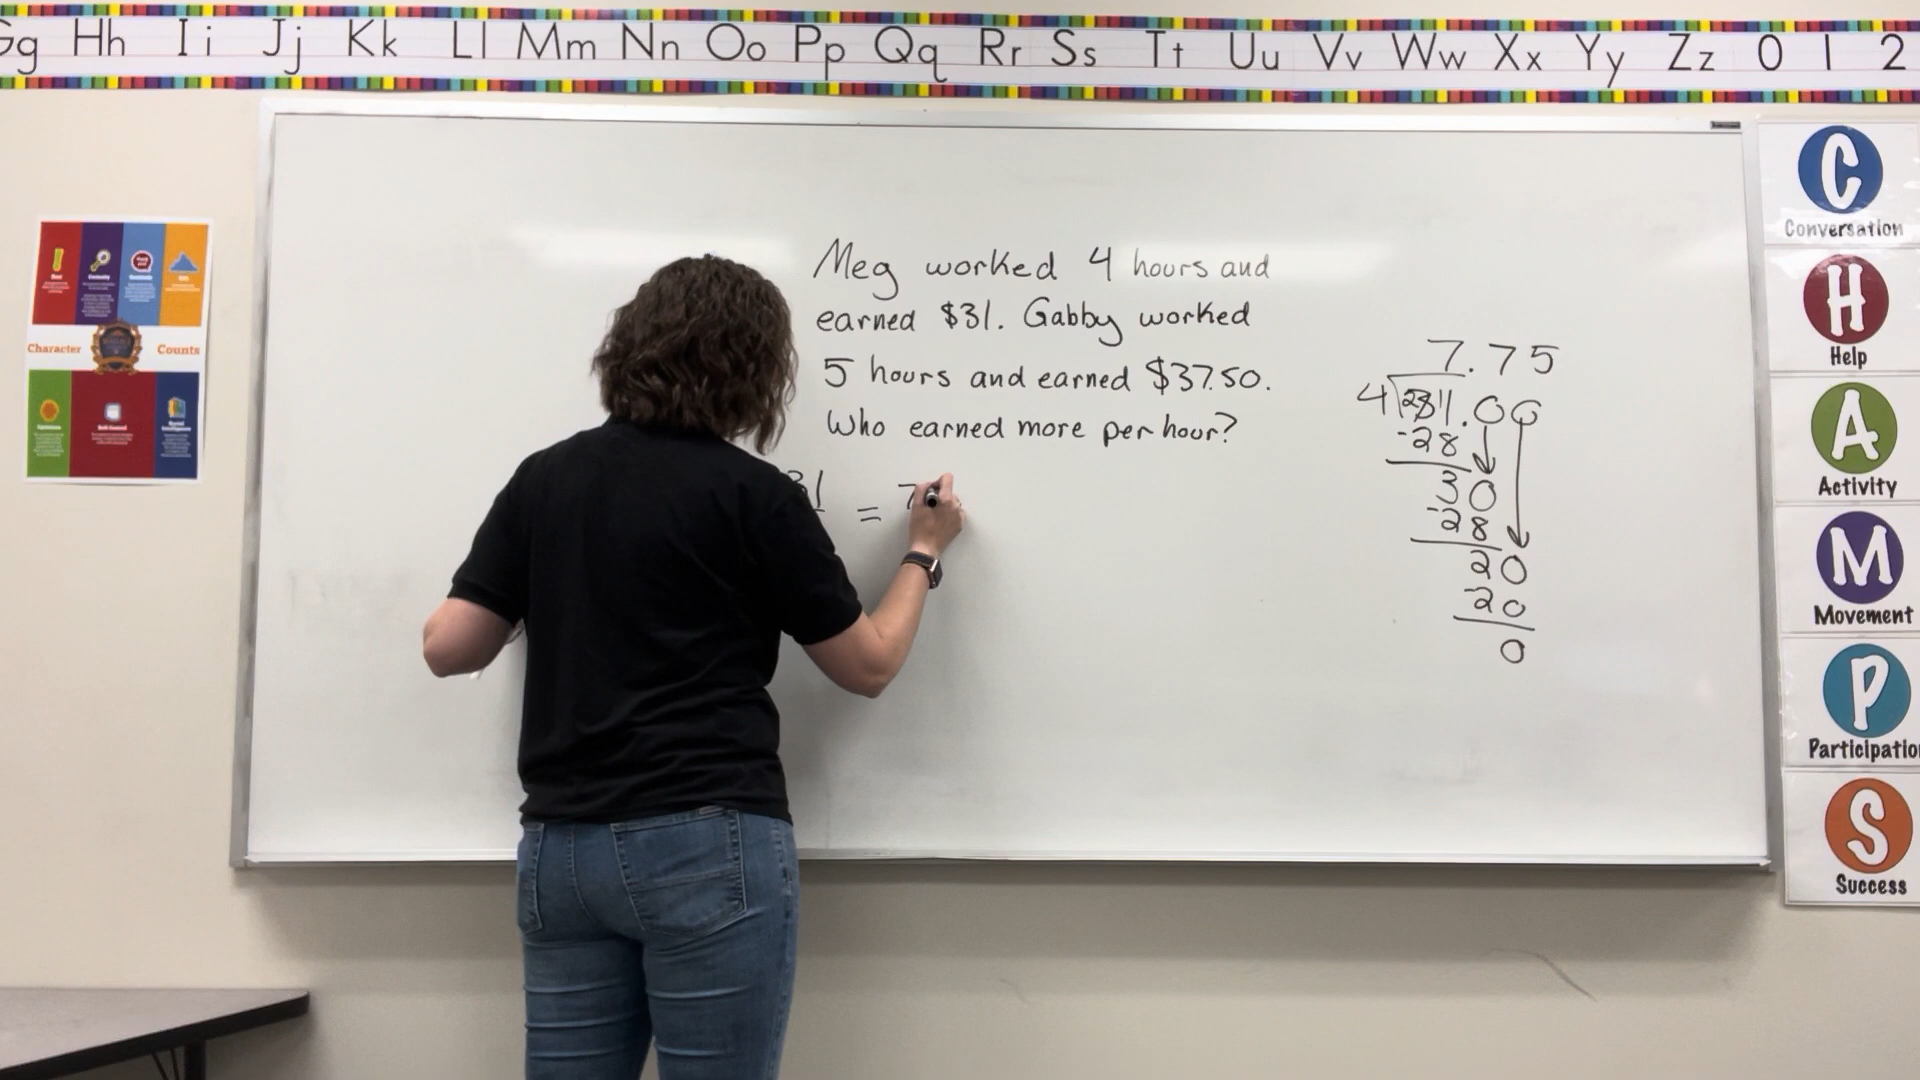 Gg Hh Ii Jj Kk Ll Mm Nn Oo Pp Qq Rr Ss Tt Uu Vv Ww Xx Yy Zz 0 1 2
Meg worked 4 hours and
earned $31. Gabby worked
5 hours and earned $37.50.
Who earned more per hour?
31
= 7
7.75
4 31.00
-28
30
-28
20
-20
0
Character Counts
C
Conversation
H
Help
A
Activity
M
Movement
P
Participatio
S
Success